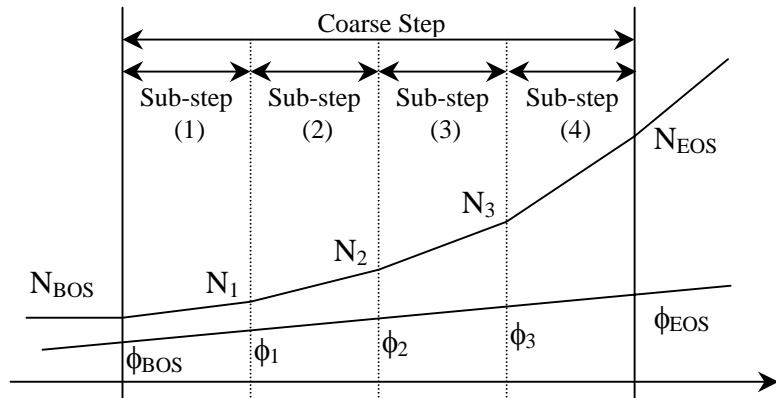 Coarse Step
Sub-step Sub-step Sub-step Sub-step
(1) (2) (3) (4)
N_EOS
N_3
N_2
N_1
N_BOS
ϕ_BOS ϕ_1 ϕ_2 ϕ_3 ϕ_EOS